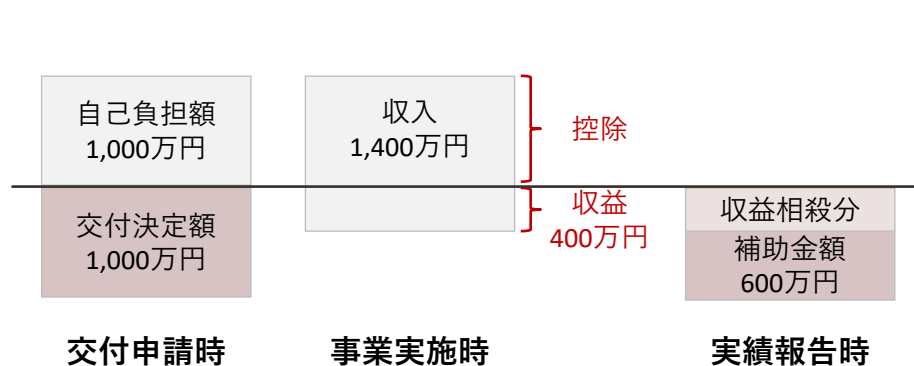 自己負担額
1,000万円
交付決定額
1,000万円
交付申請時
収入
1,400万円
控除
収益
400万円
事業実施時
収益相殺分
補助金額
600万円
実績報告時